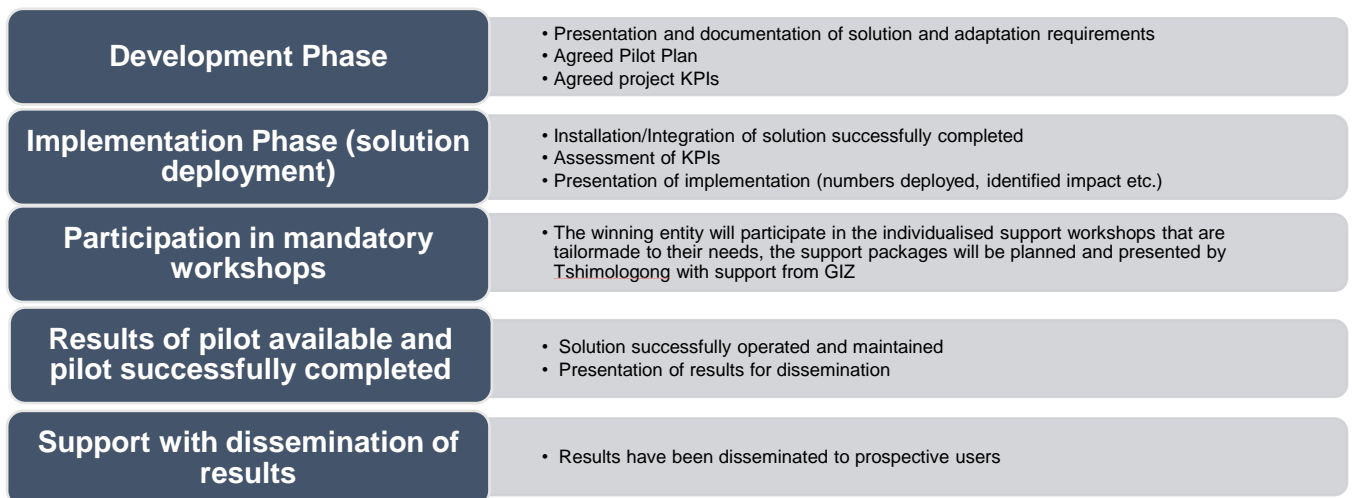 Development Phase
• Presentation and documentation of solution and adaptation requirements
• Agreed Pilot Plan
• Agreed project KPIs
Implementation Phase (solution
deployment)
• Installation/Integration of solution successfully completed
• Assessment of KPIs
• Presentation of implementation (numbers deployed, identified impact etc.)
Participation in mandatory
workshops
• The winning entity will participate in the individualised support workshops that are
tailormade to their needs, the support packages will be planned and presented by
Tshimologong with support from GIZ
Results of pilot available and
pilot successfully completed
• Solution successfully operated and maintained
• Presentation of results for dissemination
Support with dissemination of
results
• Results have been disseminated to prospective users